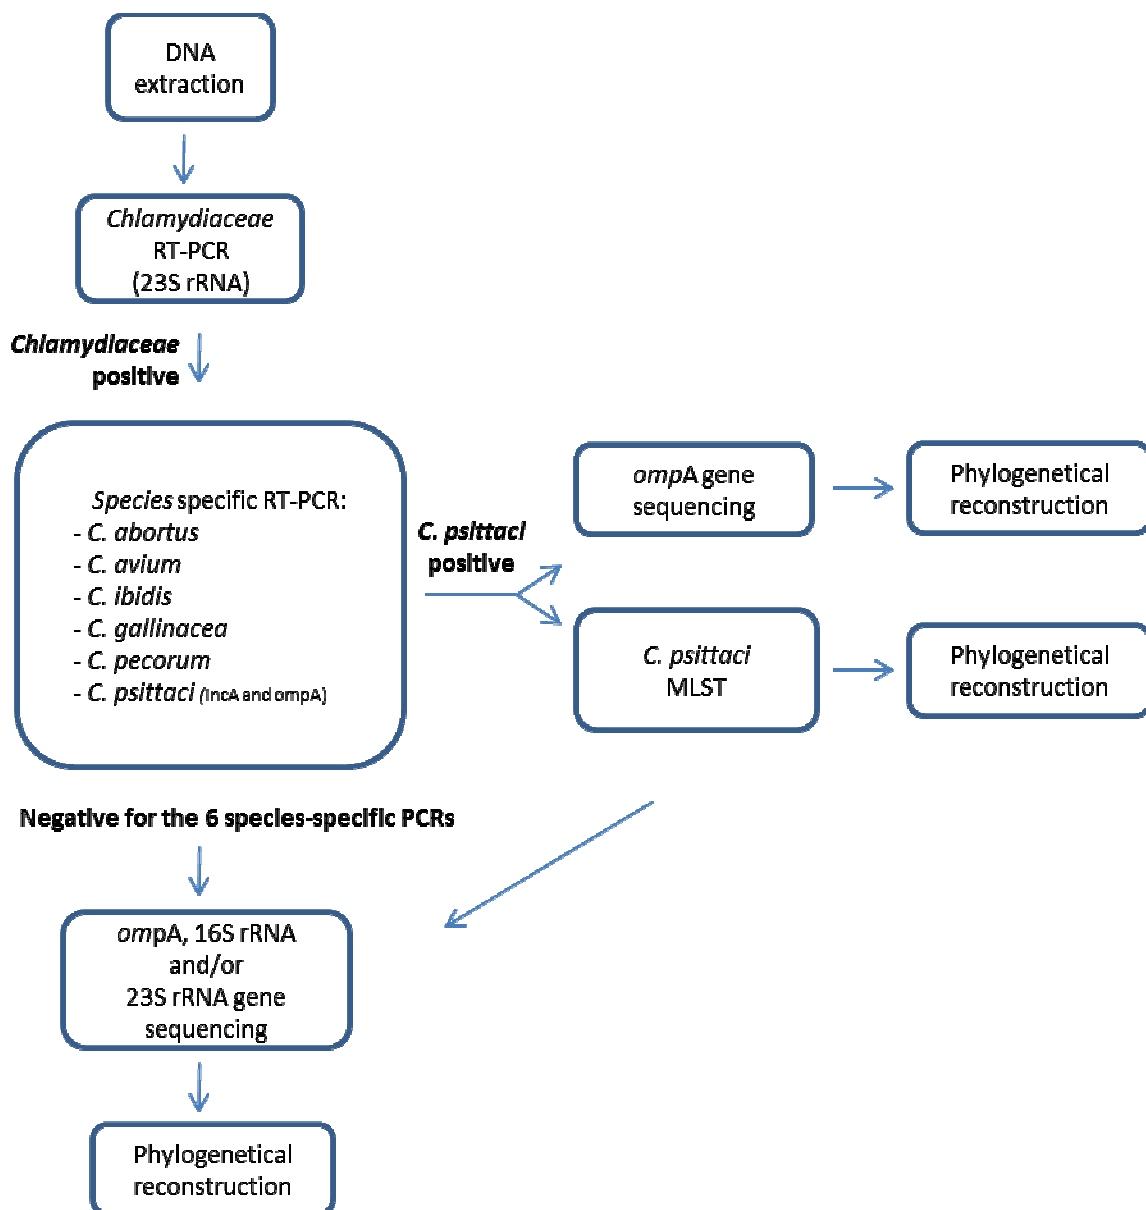 DNA
extraction
Chlamydiaceae
RT-PCR
(23S rRNA)
Chlamydiaceae
positive
Species specific RT-PCR:
- C. abortus
- C. avium
- C. ibidis
- C. gallinacea
- C. pecorum
- C. psittaci (IncA and ompA)
C. psittaci
positive
ompA gene
sequencing
Phylogenetical
reconstruction
C. psittaci
MLST
Phylogenetical
reconstruction
Negative for the 6 species-specific PCRs
ompA, 16S rRNA
and/or
23S rRNA gene
sequencing
Phylogenetical
reconstruction